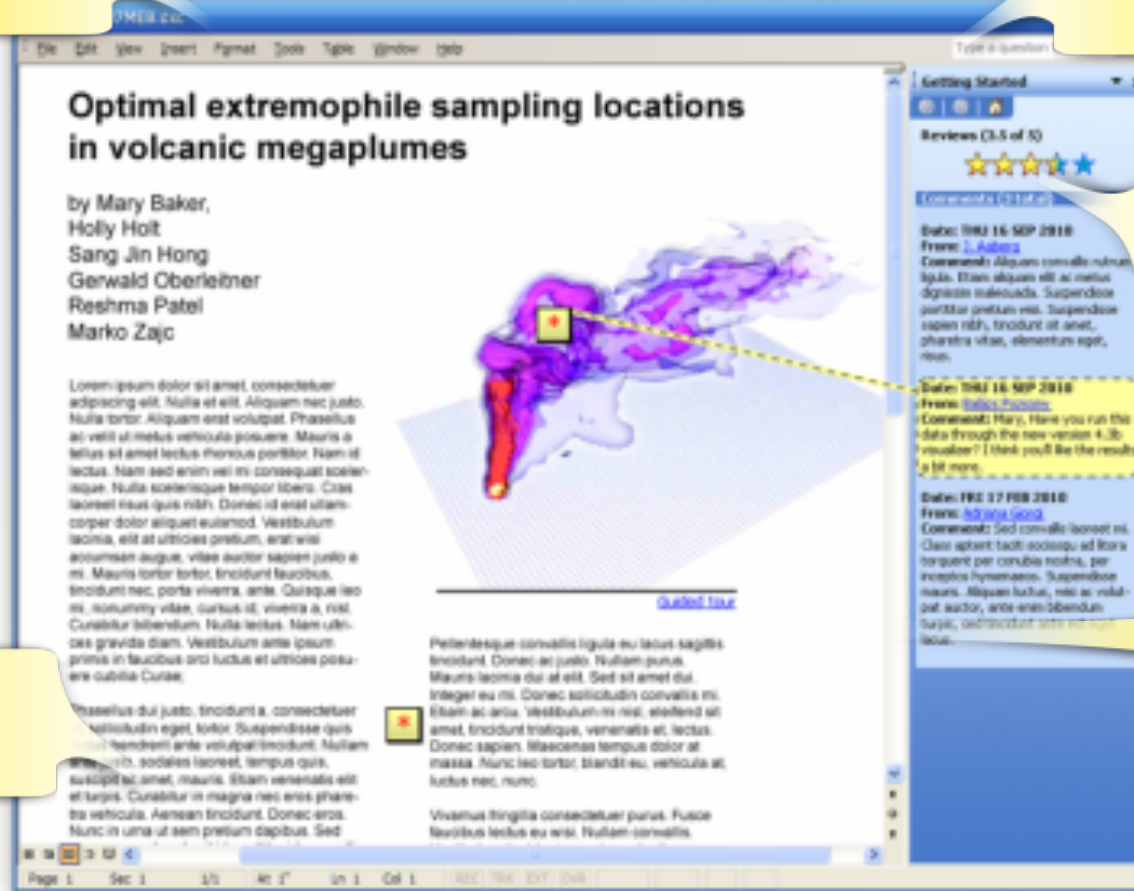 File Edit View Insert Format Tools Table Window Help
Type a question
Optimal extremophile sampling locations
in volcanic megaplumes
by Mary Baker,
Holly Holt
Sang Jin Hong
Gerwald Oberleitner
Reshma Patel
Marko Zajc
Lorem ipsum dolor sit amet, consectetuer
adipiscing elit. Nulla et elit. Aliquam nec justo.
Nulla tortor. Aliquam erat volutpat. Phasellus
ac velit ut metus vehicula posuere. Mauris a
tellus sit amet lectus rhoncus porttitor. Nam id
lectus. Nam sed enim vel mi consequat sceler-
isque. Nulla scelerisque tempor libero. Cras
laoreet risus quis nibh. Donec id erat ullam-
corper dolor aliquet euismod. Vestibulum
lacinia, elit at ultricies pretium, erat wisi
accumsan augue, vitae auctor sapien justo a
mi. Mauris tortor tortor, tincidunt faucibus,
tincidunt nec, porta viverra, ante. Quisque leo
mi, nonummy vitae, cursus id, viverra a, nisl.
Curabitur bibendum. Nulla lectus. Nam ultri-
ces gravida diam. Vestibulum ante ipsum
primis in faucibus orci luctus et ultrices posu-
ere cubilia Curae;
Phasellus dui justo, tincidunt a, consectetuer
sollicitudin eget, tortor. Suspendisse quis
hendrerit ante volutpat tincidunt. Nullam
sodales laoreet, tempus quis,
suscipit sit amet, mauris. Etiam venenatis elit
et turpis. Curabitur in magna nec eros phare-
tra vehicula. Aenean tincidunt. Donec eros.
Nunc in urna ut sem pretium dapibus. Sed
Guided tour
Pellentesque convallis ligula eu lacus sagittis
tincidunt. Donec ac justo. Nullam purus.
Mauris lacinia dui at elit. Sed sit amet dui.
Integer eu mi. Donec sollicitudin convallis mi.
Etiam ac arcu. Vestibulum mi nisl, eleifend sit
amet, tincidunt tristique, venenatis et, lectus.
Donec sapien. Maecenas tempus dolor at
massa. Nunc leo tortor, blandit eu, vehicula at,
luctus nec, nunc.
Vivamus fringilla consectetuer purus. Fusce
faucibus lectus eu wisi. Nullam convallis.
Getting Started
Reviews (3.5 of 5)
Comments (3 total)
Date: THU 16 SEP 2010
From: J. Aaberg
Comment: Aliquam convallis rutrum
ligula. Etiam aliquam elit ac metus
dignissim malesuada. Suspendisse
porttitor pretium wisi. Suspendisse
sapien nibh, tincidunt sit amet,
pharetra vitae, elementum eget,
risus.
Date: THU 16 SEP 2010
From:
Comment: Mary, Have you run this
data through the new version 4.3b
visualizer? I think you'll like the results
a bit more.
Date: FRI 17 FEB 2010
From: Adriana Giorgi
Comment: Sed convallis laoreet mi.
Class aptent taciti sociosqu ad litora
torquent per conubia nostra, per
inceptos hymenaeos. Suspendisse
mauris. Aliquam luctus, nisi ac volut-
pat auctor, ante enim bibendum
turpis, sed tincidunt ante est eget
lacus.
Page 1 Sec 1 1/1 At 1" Ln 1 Col 1 REC TRK EXT OVR